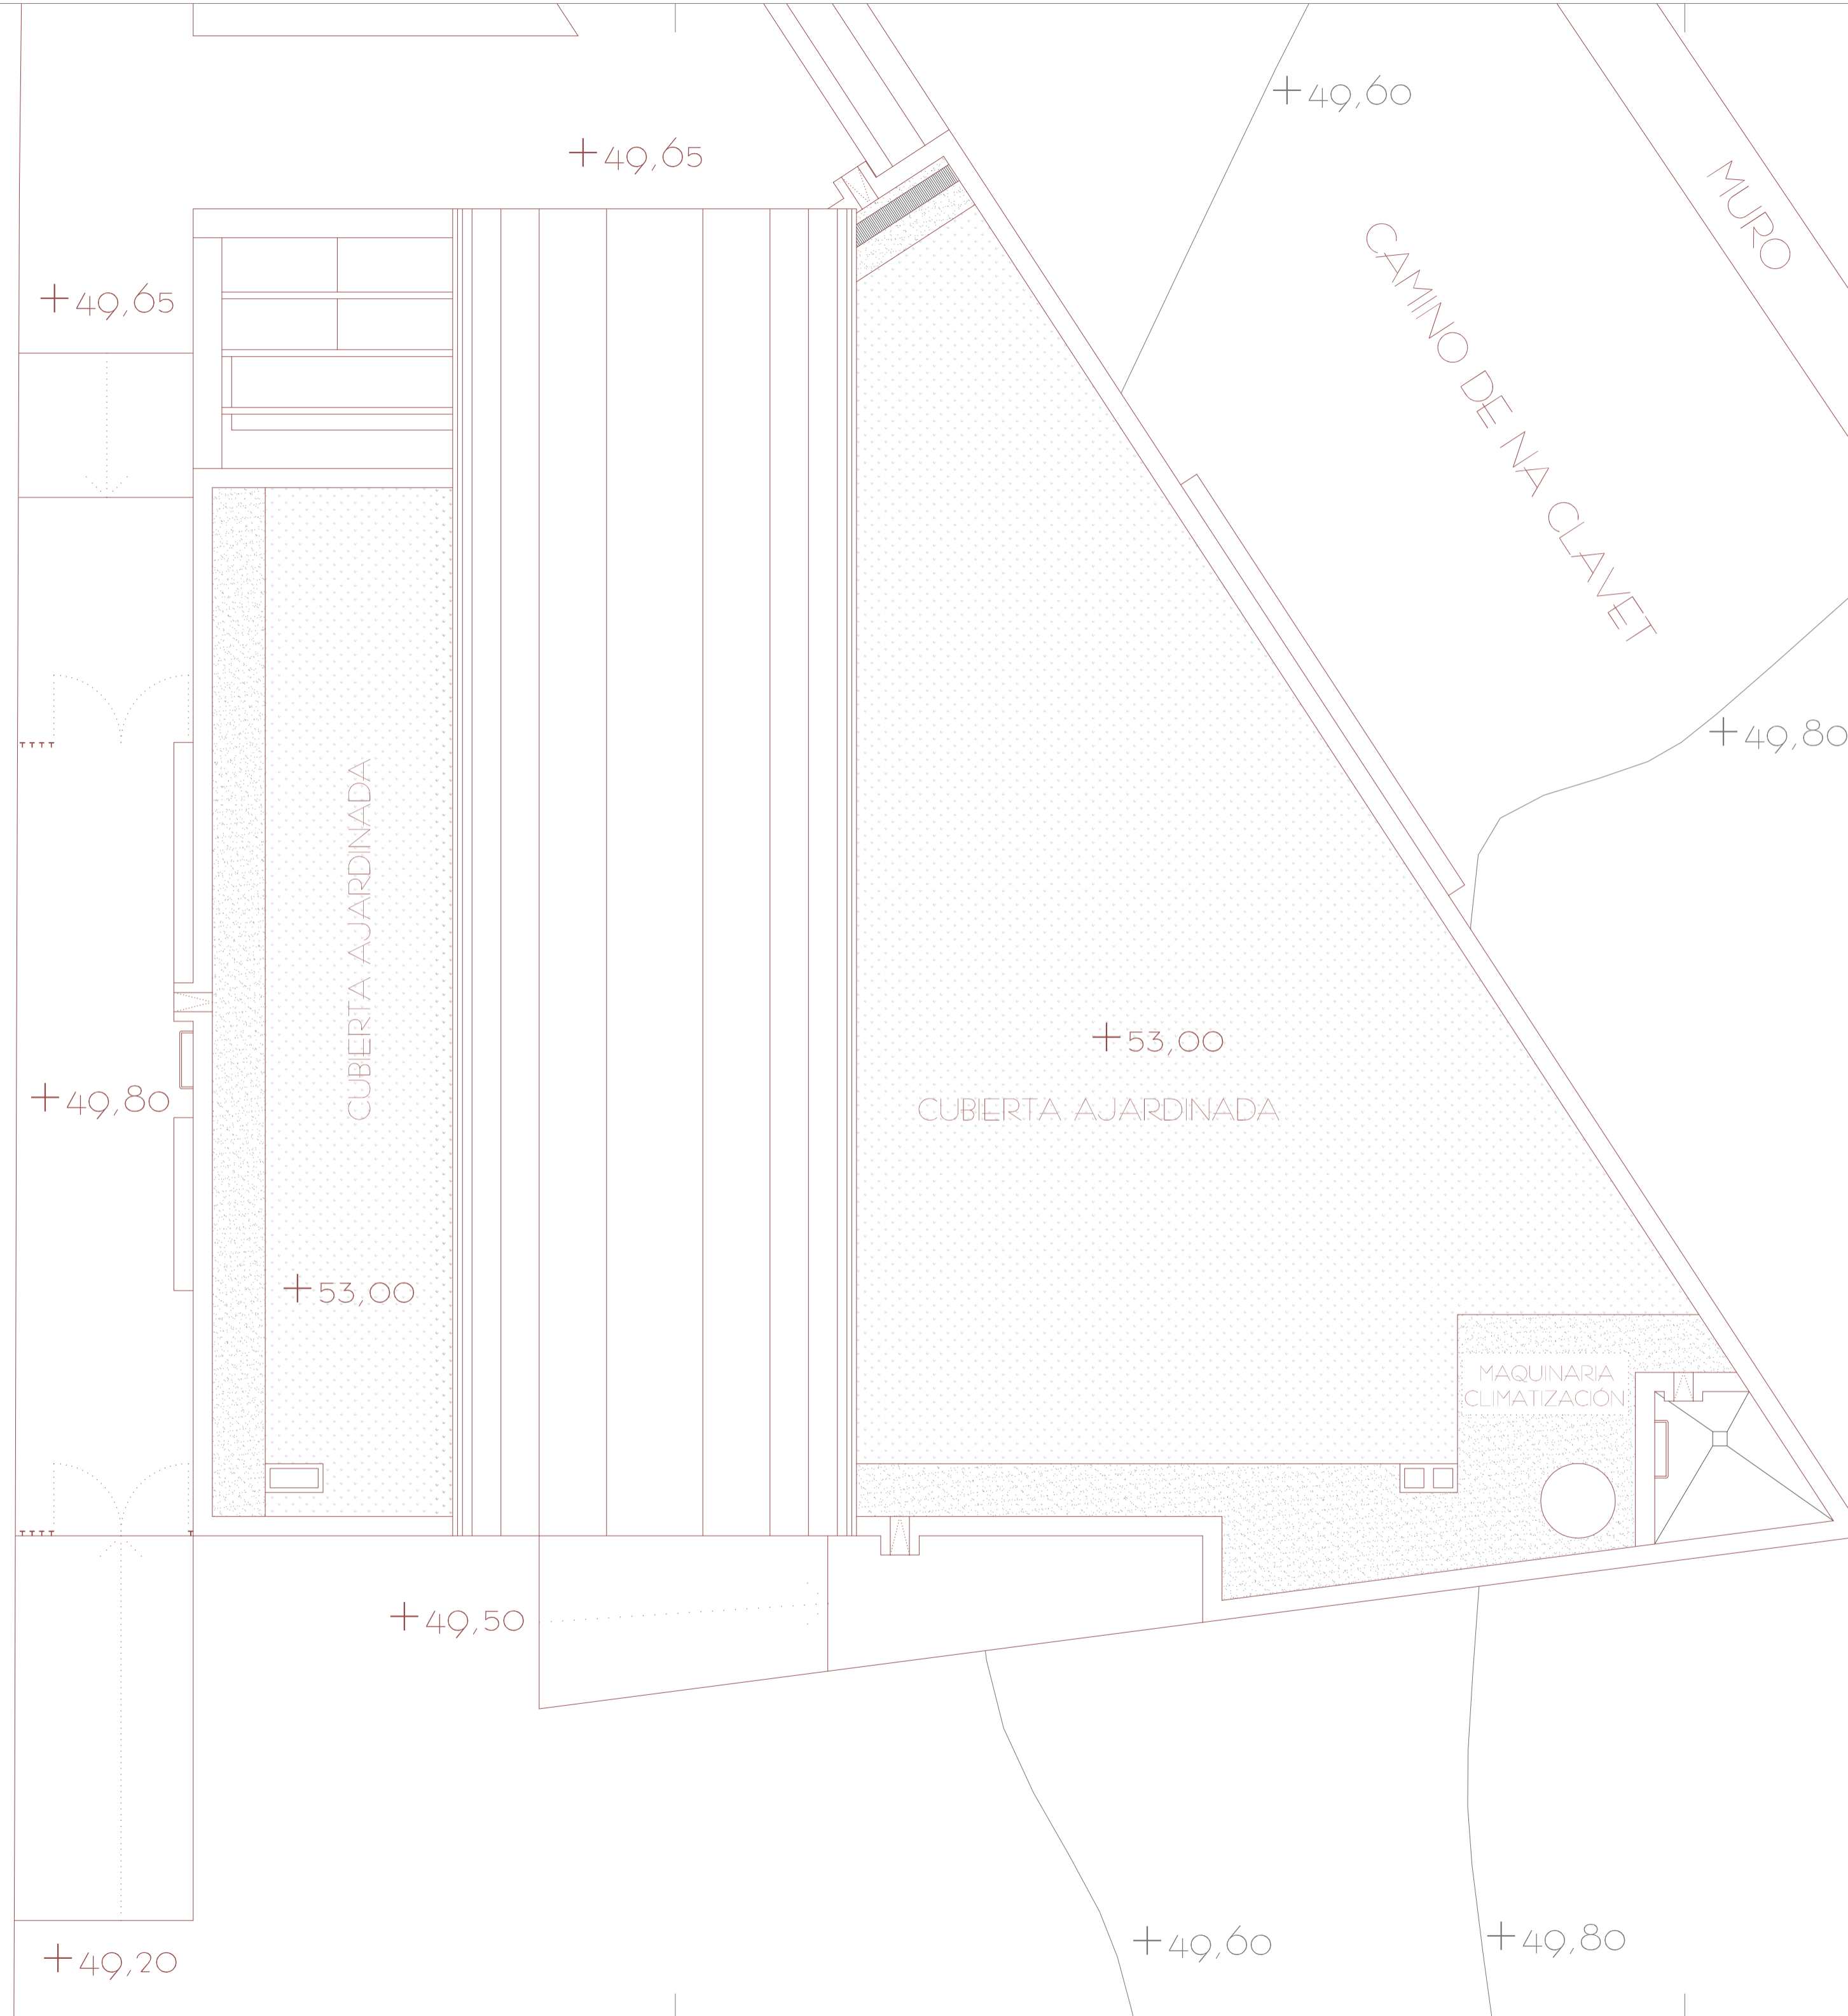 +49,60
+49,65
MURO
CAMINO DE NA CLAVET
+49,65
+49,80
CUBIERTA AJARDINADA
+53,00
+49,80
CUBIERTA AJARDINADA
+53,00
MAQUINARIA
CLIMATIZACIÓN
+49,50
+49,60
+49,80
+49,20